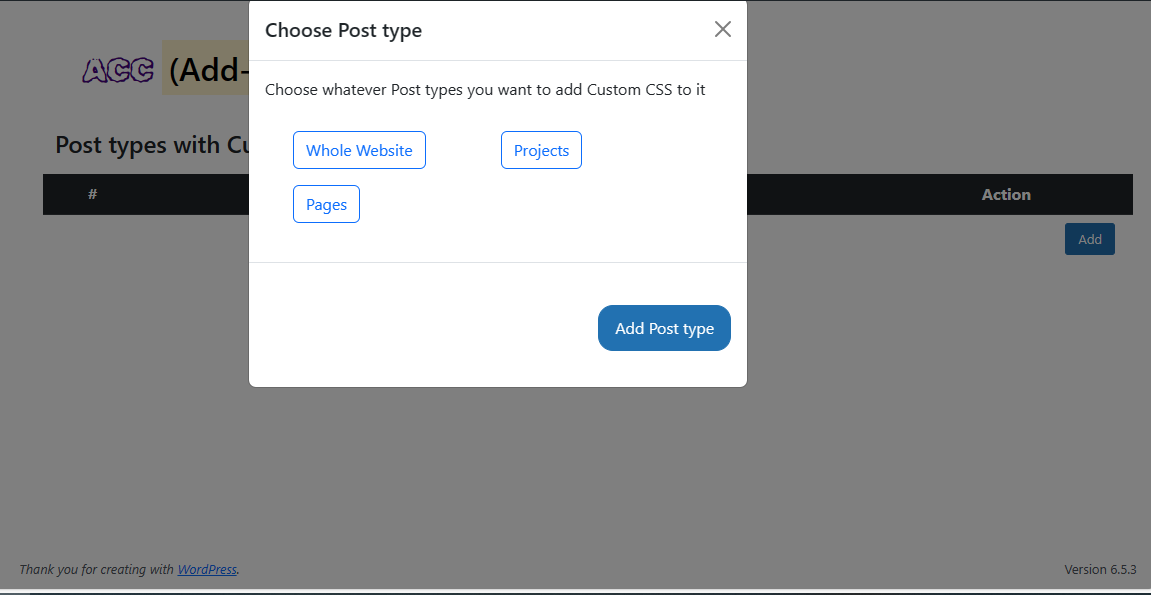 Choose Post type
ACC (Add-
Choose whatever Post types you want to add Custom CSS to it
Post types with Cu
Whole Website Projects
# Action
Pages
Add
Add Post type
Thank you for creating with WordPress. Version 6.5.3